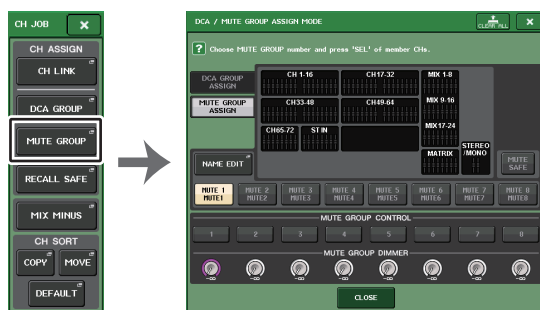 CH JOB
CH ASSIGN
CH LINK
DCA GROUP
MUTE GROUP
RECALL SAFE
MIX MINUS
CH SORT
COPY MOVE
DEFAULT
DCA / MUTE GROUP ASSIGN MODE
CLEAR ALL
? Choose MUTE GROUP number and press 'SEL' of member CHs.
DCA GROUP
ASSIGN
MUTE GROUP
ASSIGN
CH 1-16 CH17-32 MIX 1-8
CH33-48 CH49-64 MIX 9-16
CH65-72 ST IN MIX17-24
MATRIX STEREO
/MONO
NAME EDIT
MUTE
SAFE
MUTE 1 MUTE 2 MUTE 3 MUTE 4 MUTE 5 MUTE 6 MUTE 7 MUTE 8
MUTE1 MUTE2 MUTE3 MUTE4 MUTE5 MUTE6 MUTE7 MUTE8
MUTE GROUP CONTROL
1 2 3 4 5 6 7 8
MUTE GROUP DIMMER
-∞ -∞ -∞ -∞ -∞ -∞ -∞ -∞
CLOSE